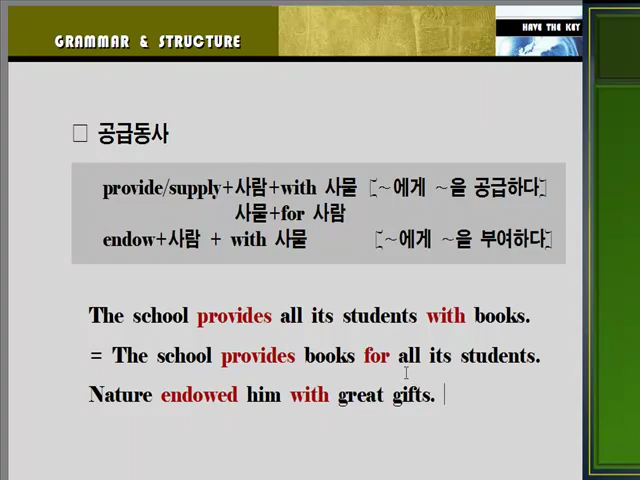 GRAMMAR & STRUCTURE
HAVE THE KEY
□ 공급동사
provide/supply+사람+with 사물 [~에게 ~을 공급하다]
사물+for 사람
endow+사람 + with 사물 [~에게 ~을 부여하다]
The school provides all its students with books.
= The school provides books for all its students.
Nature endowed him with great gifts.